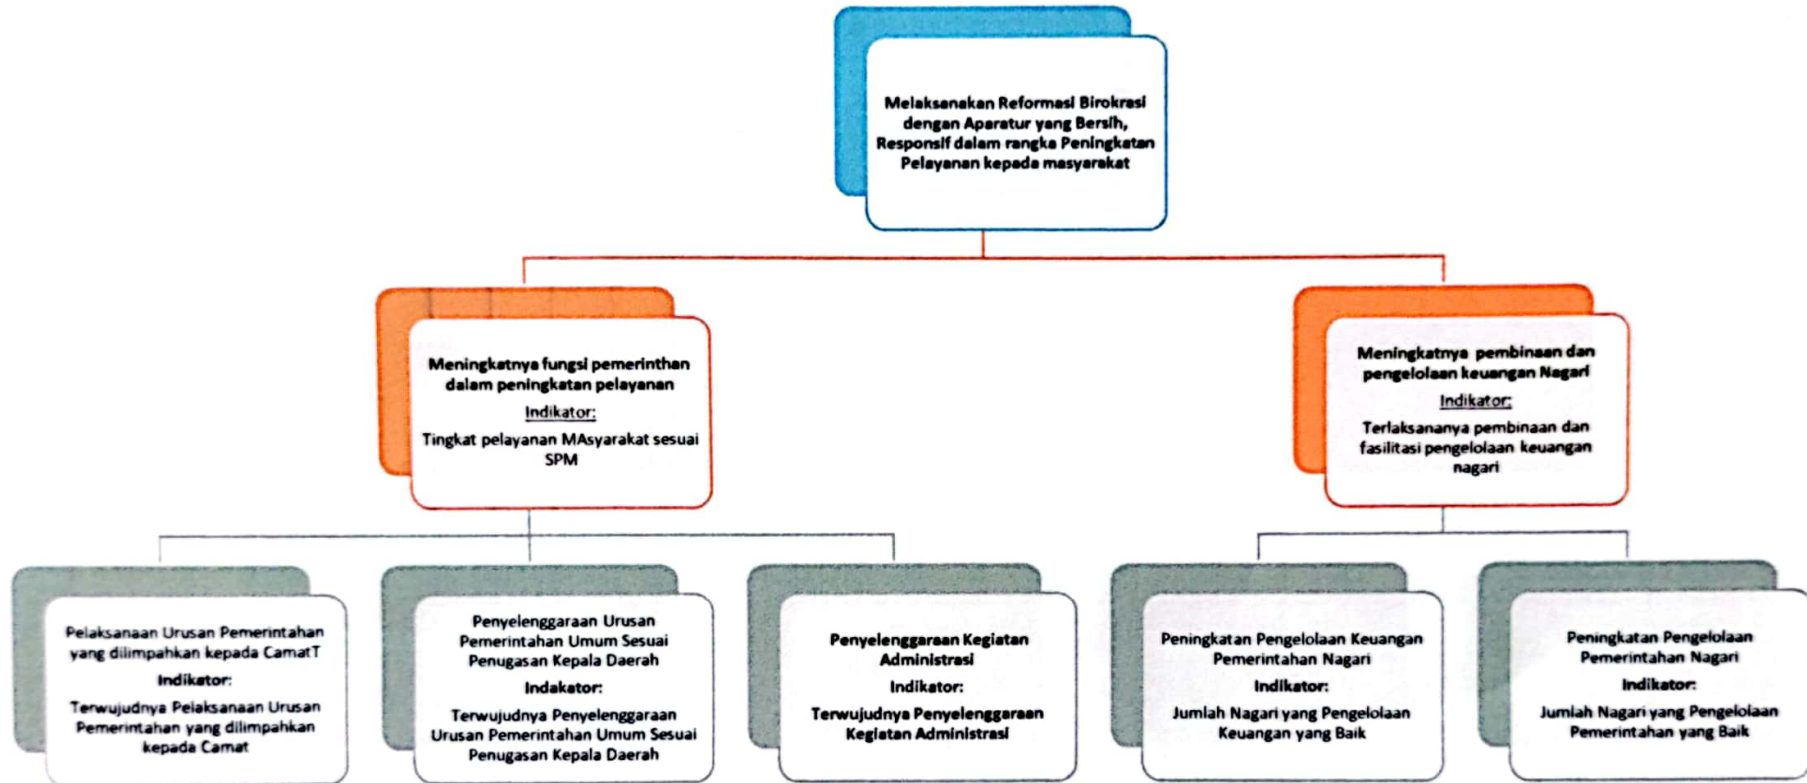 Melaksanakan Reformasi Birokrasi
dengan Aparatur yang Bersih,
Responsif dalam rangka Peningkatan
Pelayanan kepada masyarakat
Meningkatnya fungsi pemerinthan
dalam peningkatan pelayanan
Indikator:
Tingkat pelayanan MAsyarakat sesuai
SPM
Meningkatnya pembinaan dan
pengelolaan keuangan Nagari
Indikator:
Terlaksananya pembinaan dan
fasilitasi pengelolaan keuangan
nagari
Pelaksanaan Urusan Pemerintahan
yang dilimpahkan kepada CamatT
Indikator:
Terwujudnya Pelaksanaan Urusan
Pemerintahan yang dilimpahkan
kepada Camat
Penyelenggaraan Urusan
Pemerintahan Umum Sesuai
Penugasan Kepala Daerah
Indakator:
Terwujudnya Penyelenggaraan
Urusan Pemerintahan Umum Sesuai
Penugasan Kepala Daerah
Penyelenggaraan Kegiatan
Administrasi
Indikator:
Terwujudnya Penyelenggaraan
Kegiatan Administrasi
Peningkatan Pengelolaan Keuangan
Pemerintahan Nagari
Indikator:
Jumlah Nagari yang Pengelolaan
Keuangan yang Baik
Peningkatan Pengelolaan
Pemerintahan Nagari
Indikator:
Jumlah Nagari yang Pengelolaan
Pemerintahan yang Baik